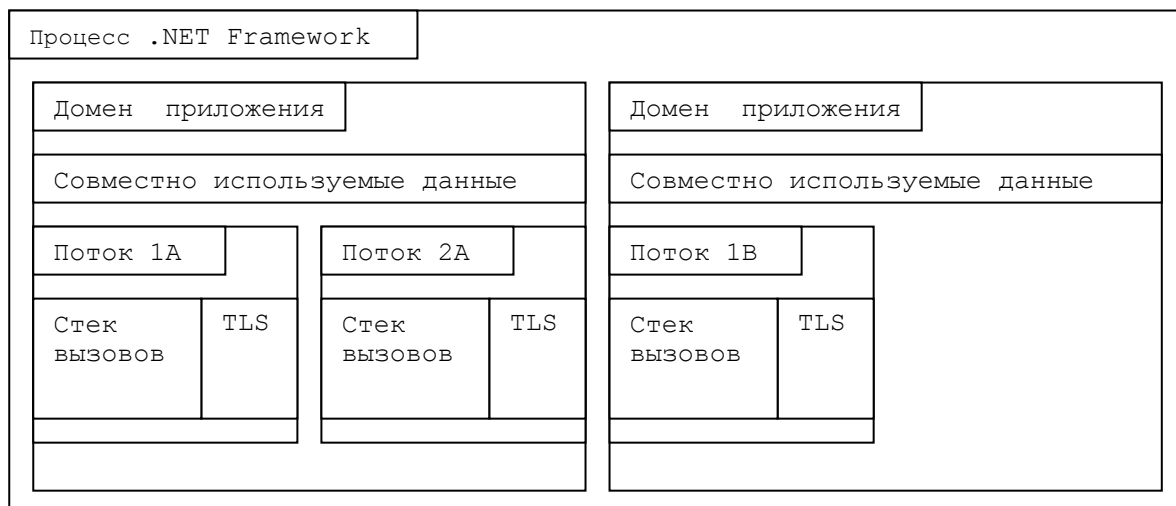 Процесс .NET Framework
Домен приложения
Совместно используемые данные
Поток 1A
Стек
вызовов
TLS
Поток 2A
Стек
вызовов
TLS
Домен приложения
Совместно используемые данные
Поток 1B
Стек
вызовов
TLS